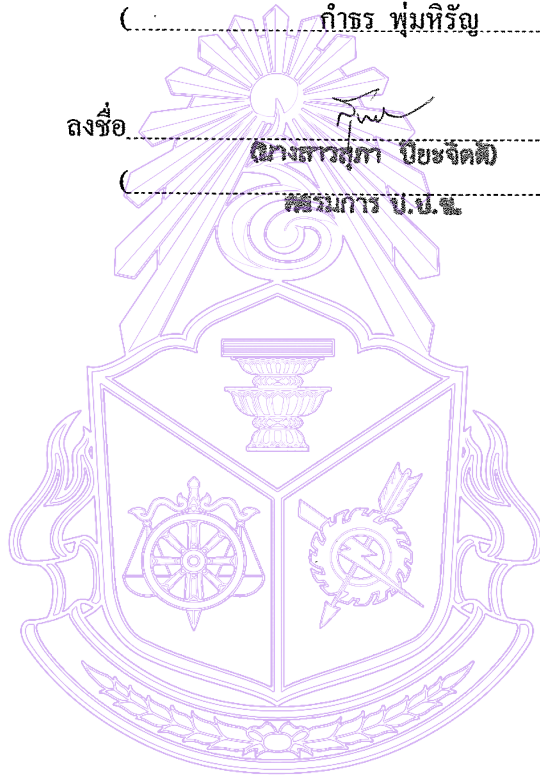 ( กำธร พุ่มหิรัญ
ลงชื่อ
(นางสาวสุภา ปิยะจิตติ)
(
กรรมการ ป.ป.ช.